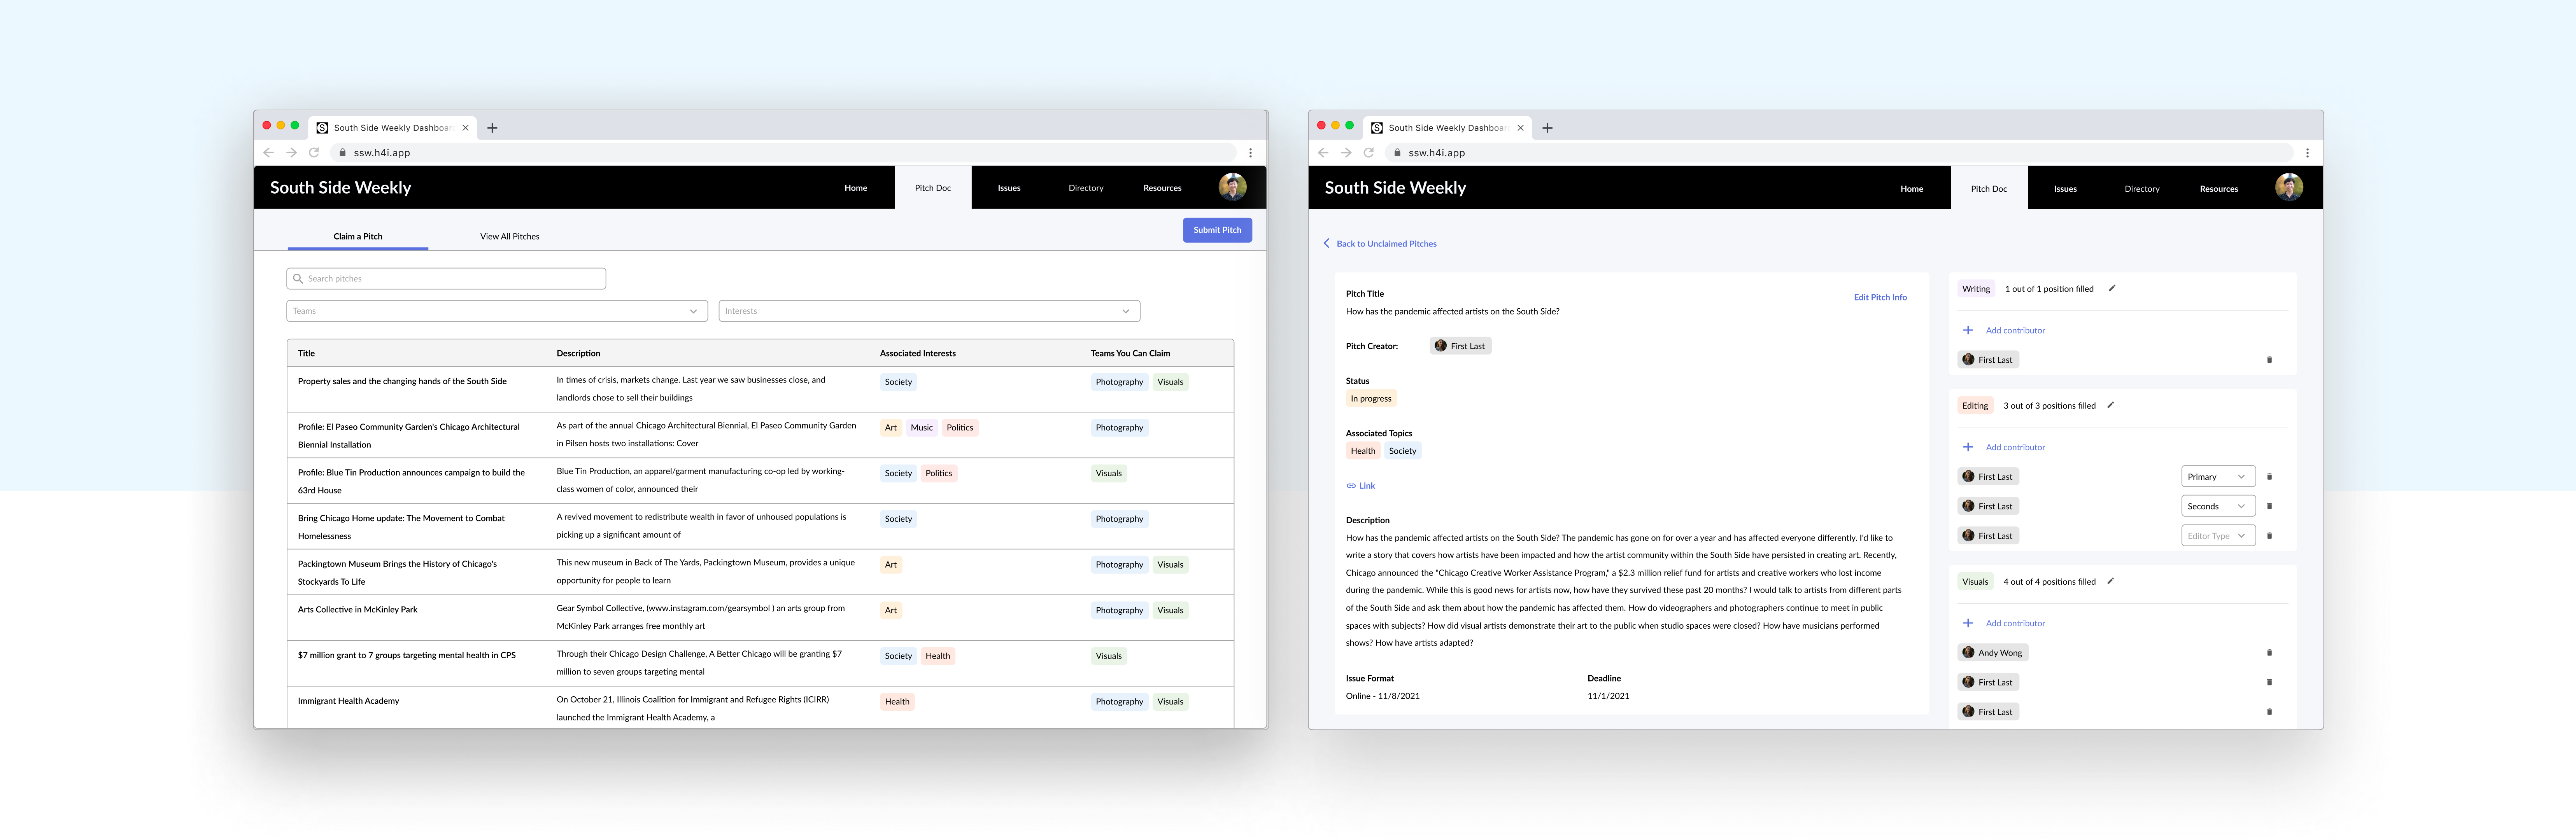 South Side Weekly Dashboar
ssw.h4i.app
South Side Weekly
Home
Pitch Doc
Issues
Directory
Resources
Claim a Pitch
View All Pitches
Submit Pitch
Search pitches
Teams
Interests
Title
Description
Associated Interests
Teams You Can Claim
Property sales and the changing hands of the South Side
In times of crisis, markets change. Last year we saw businesses close, and
landlords chose to sell their buildings
Society
Photography
Visuals
Profile: El Paseo Community Garden's Chicago Architectural
Biennial Installation
As part of the annual Chicago Architectural Biennial, El Paseo Community Garden
in Pilsen hosts two installations: Cover
Art
Music
Politics
Photography
Profile: Blue Tin Production announces campaign to build the
63rd House
Blue Tin Production, an apparel/garment manufacturing co-op led by working-
class women of color, announced their
Society
Politics
Visuals
Bring Chicago Home update: The Movement to Combat
Homelessness
A revived movement to redistribute wealth in favor of unhoused populations is
picking up a significant amount of
Society
Photography
Packingtown Museum Brings the History of Chicago's
Stockyards To Life
This new museum in Back of The Yards, Packingtown Museum, provides a unique
opportunity for people to learn
Art
Photography
Visuals
Arts Collective in McKinley Park
Gear Symbol Collective, (www.instagram.com/gearsymbol ) an arts group from
McKinley Park arranges free monthly art
Art
Photography
Visuals
$7 million grant to 7 groups targeting mental health in CPS
Through their Chicago Design Challenge, A Better Chicago will be granting $7
million to seven groups targeting mental
Society
Health
Visuals
Immigrant Health Academy
On October 21, Illinois Coalition for Immigrant and Refugee Rights (ICIRR)
launched the Immigrant Health Academy, a
Health
Photography
Visuals
South Side Weekly Dashboar
ssw.h4i.app
South Side Weekly
Home
Pitch Doc
Issues
Directory
Resources
Back to Unclaimed Pitches
Pitch Title
Edit Pitch Info
How has the pandemic affected artists on the South Side?
Pitch Creator:
First Last
Status
In progress
Associated Topics
Health
Society
Link
Description
How has the pandemic affected artists on the South Side? The pandemic has gone on for over a year and has affected everyone differently. I'd like to
write a story that covers how artists have been impacted and how the artist community within the South Side have persisted in creating art. Recently,
Chicago announced the "Chicago Creative Worker Assistance Program," a $2.3 million relief fund for artists and creative workers who lost income
during the pandemic. While this is good news for artists now, how have they survived these past 20 months? I would talk to artists from different parts
of the South Side and ask them about how the pandemic has affected them. How do videographers and photographers continue to meet in public
spaces with subjects? How did visual artists demonstrate their art to the public when studio spaces were closed? How have musicians performed
shows? How have artists adapted?
Issue Format
Deadline
Online - 11/8/2021
11/1/2021
Writing
1 out of 1 position filled
Add contributor
First Last
Editing
3 out of 3 positions filled
Add contributor
First Last
Primary
First Last
Seconds
First Last
Editor Type
Visuals
4 out of 4 positions filled
Add contributor
Andy Wong
First Last
First Last